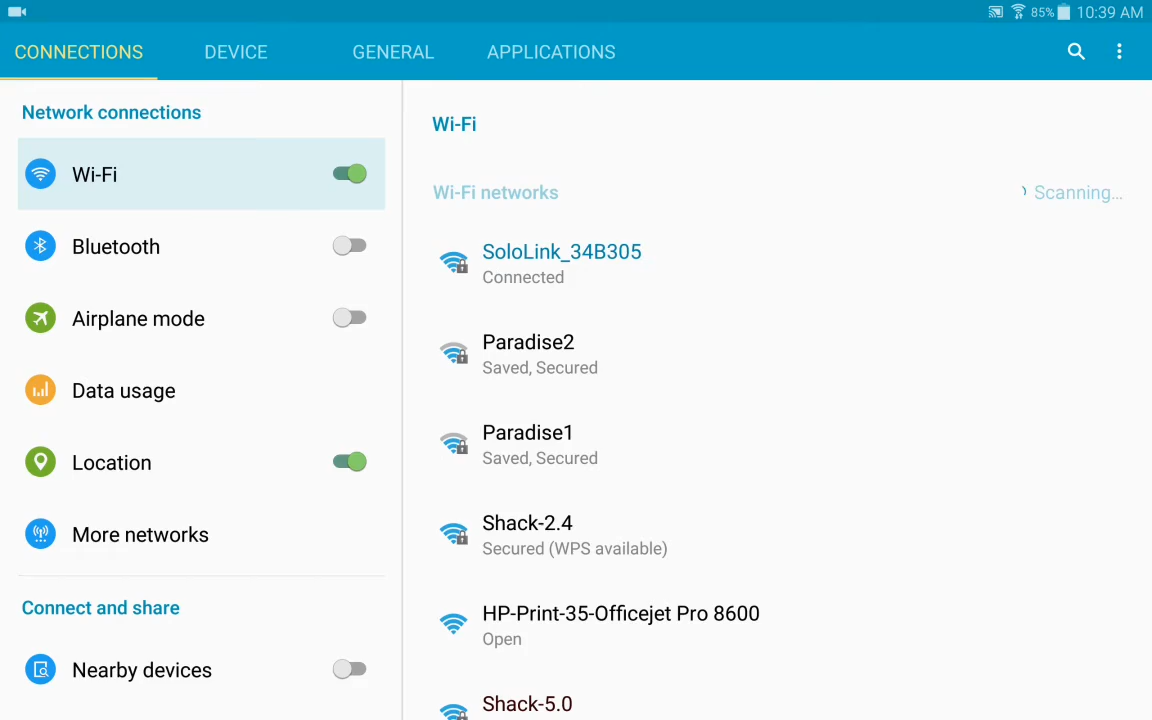 85% 10:39 AM
CONNECTIONS DEVICE GENERAL APPLICATIONS
Network connections
Wi-Fi
Bluetooth
Airplane mode
Data usage
Location
More networks
Connect and share
Nearby devices
Wi-Fi
Wi-Fi networks Scanning...
SoloLink_34B305
Connected
Paradise2
Saved, Secured
Paradise1
Saved, Secured
Shack-2.4
Secured (WPS available)
HP-Print-35-Officejet Pro 8600
Open
Shack-5.0